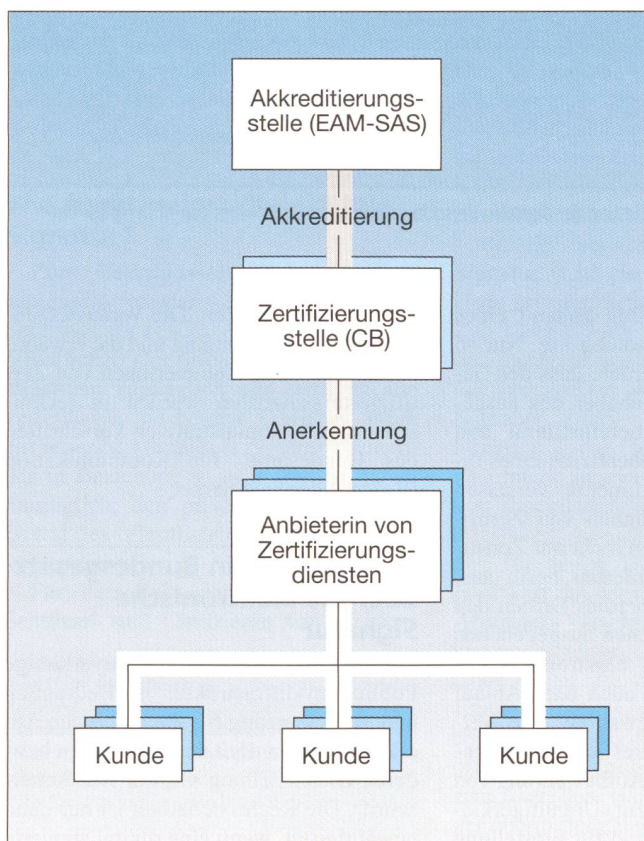 Akkreditierungs-
stelle (EAM-SAS)
Akkreditierung
Zertifizierungs-
stelle (CB)
Anerkennung
Anbieterin von
Zertifizierungs-
diensten
Kunde Kunde Kunde